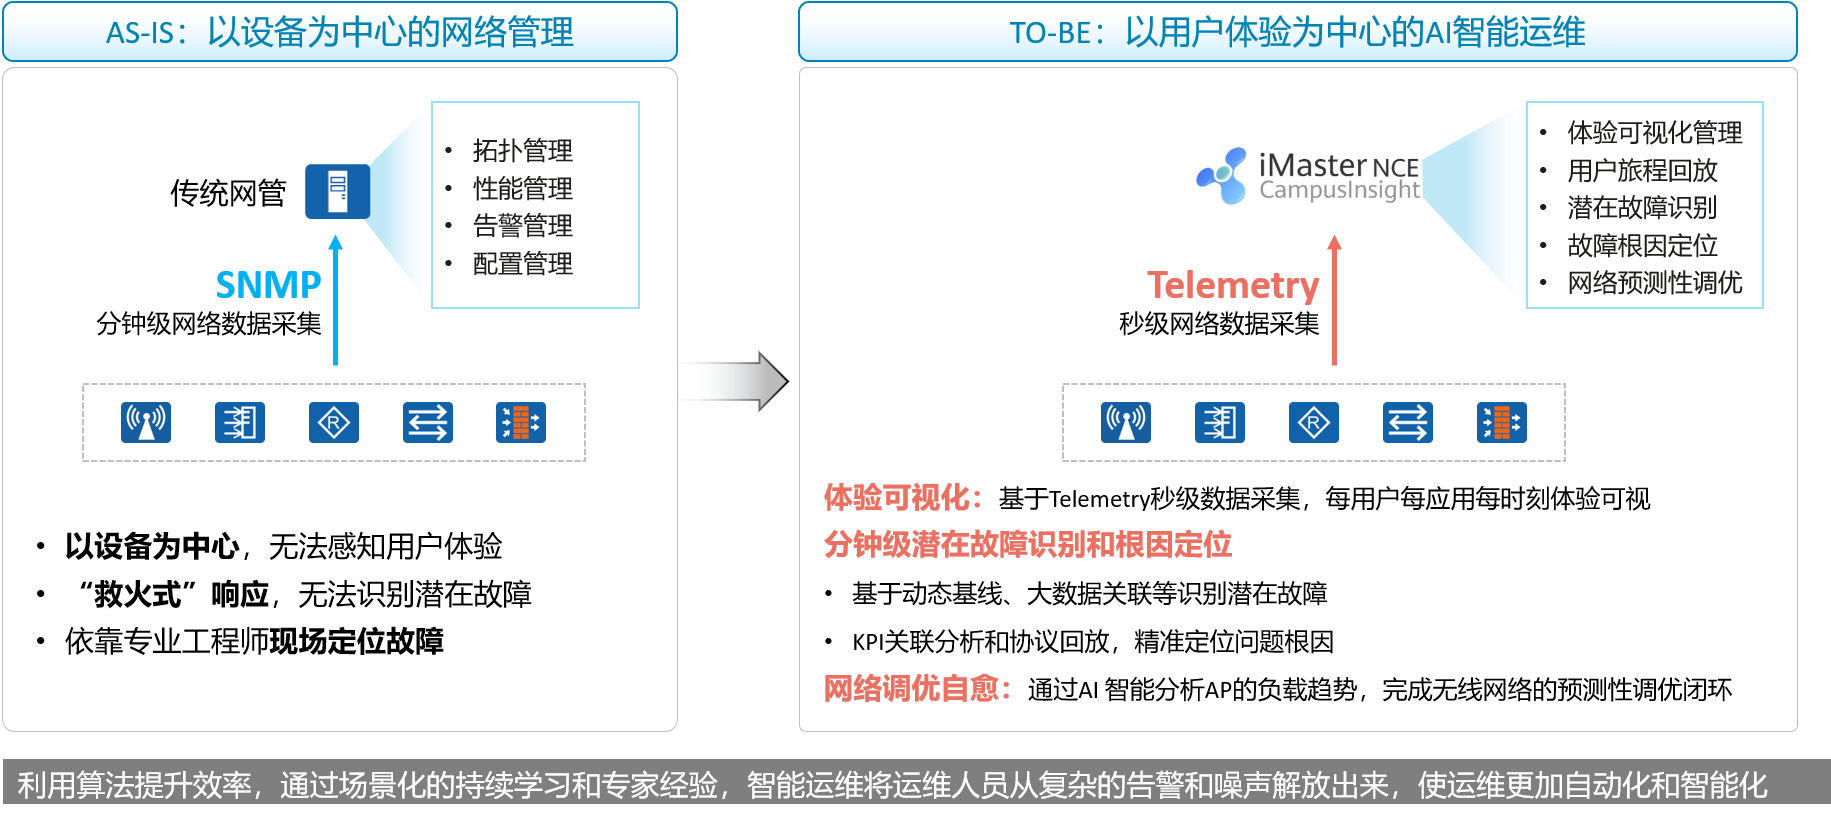 AS-IS：以设备为中心的网络管理
传统网管
• 拓扑管理
• 性能管理
• 告警管理
• 配置管理
SNMP
分钟级网络数据采集
R
• 以设备为中心，无法感知用户体验
• “救火式”响应，无法识别潜在故障
• 依靠专业工程师现场定位故障
TO-BE：以用户体验为中心的AI智能运维
iMaster NCE
CampusInsight
• 体验可视化管理
• 用户旅程回放
• 潜在故障识别
• 故障根因定位
• 网络预测性调优
Telemetry
秒级网络数据采集
R
体验可视化：基于Telemetry秒级数据采集，每用户每应用每时刻体验可视
分钟级潜在故障识别和根因定位
• 基于动态基线、大数据关联等识别潜在故障
• KPI关联分析和协议回放，精准定位问题根因
网络调优自愈：通过AI 智能分析AP的负载趋势，完成无线网络的预测性调优闭环
利用算法提升效率，通过场景化的持续学习和专家经验，智能运维将运维人员从复杂的告警和噪声解放出来，使运维更加自动化和智能化